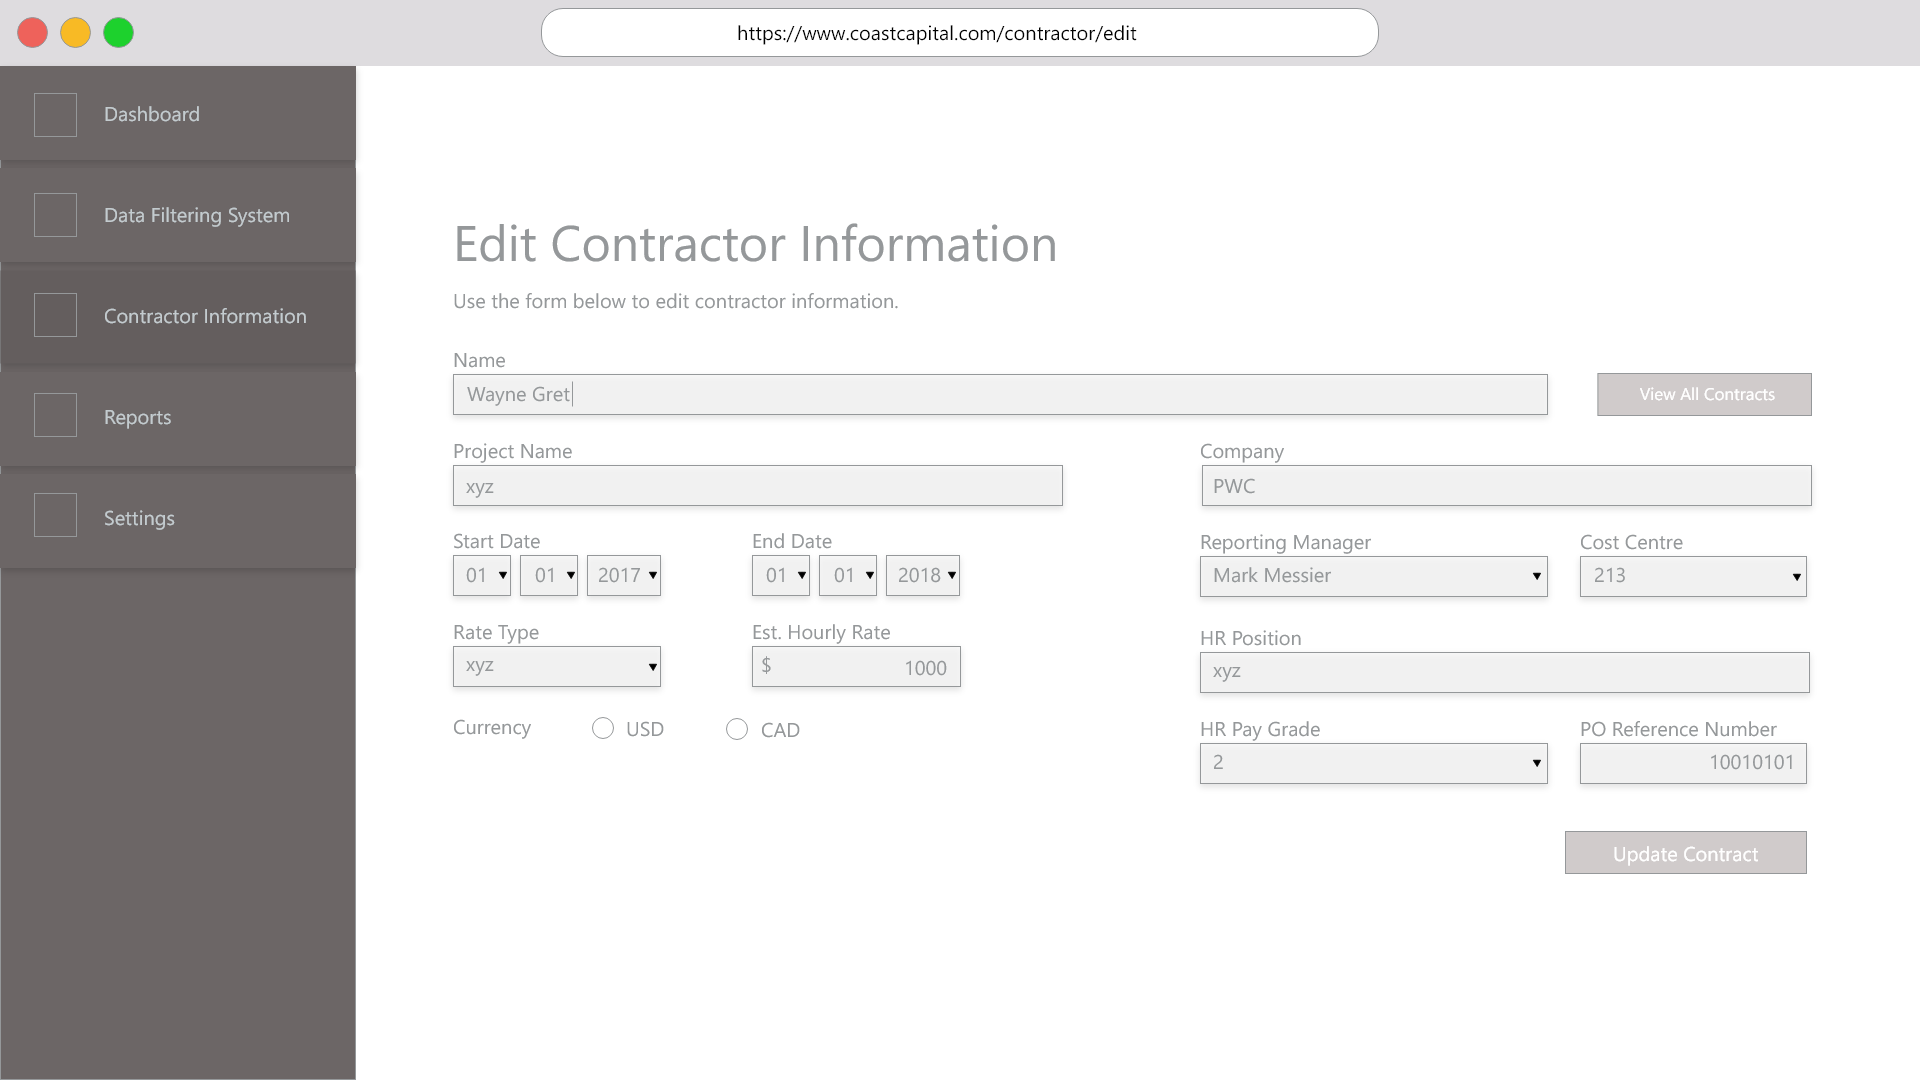 https://www.coastcapital.com/contractor/edit
Dashboard
Data Filtering System
Contractor Information
Reports
Settings
Edit Contractor Information
Use the form below to edit contractor information.
Name
Wayne Gret
View All Contracts
Project Name
xyz
Company
PWC
Start Date
01 01 2017
End Date
01 01 2018
Reporting Manager
Mark Messier
Cost Centre
213
Rate Type
xyz
Est. Hourly Rate
$ 1000
HR Position
xyz
Currency USD CAD
HR Pay Grade
2
PO Reference Number
10010101
Update Contract